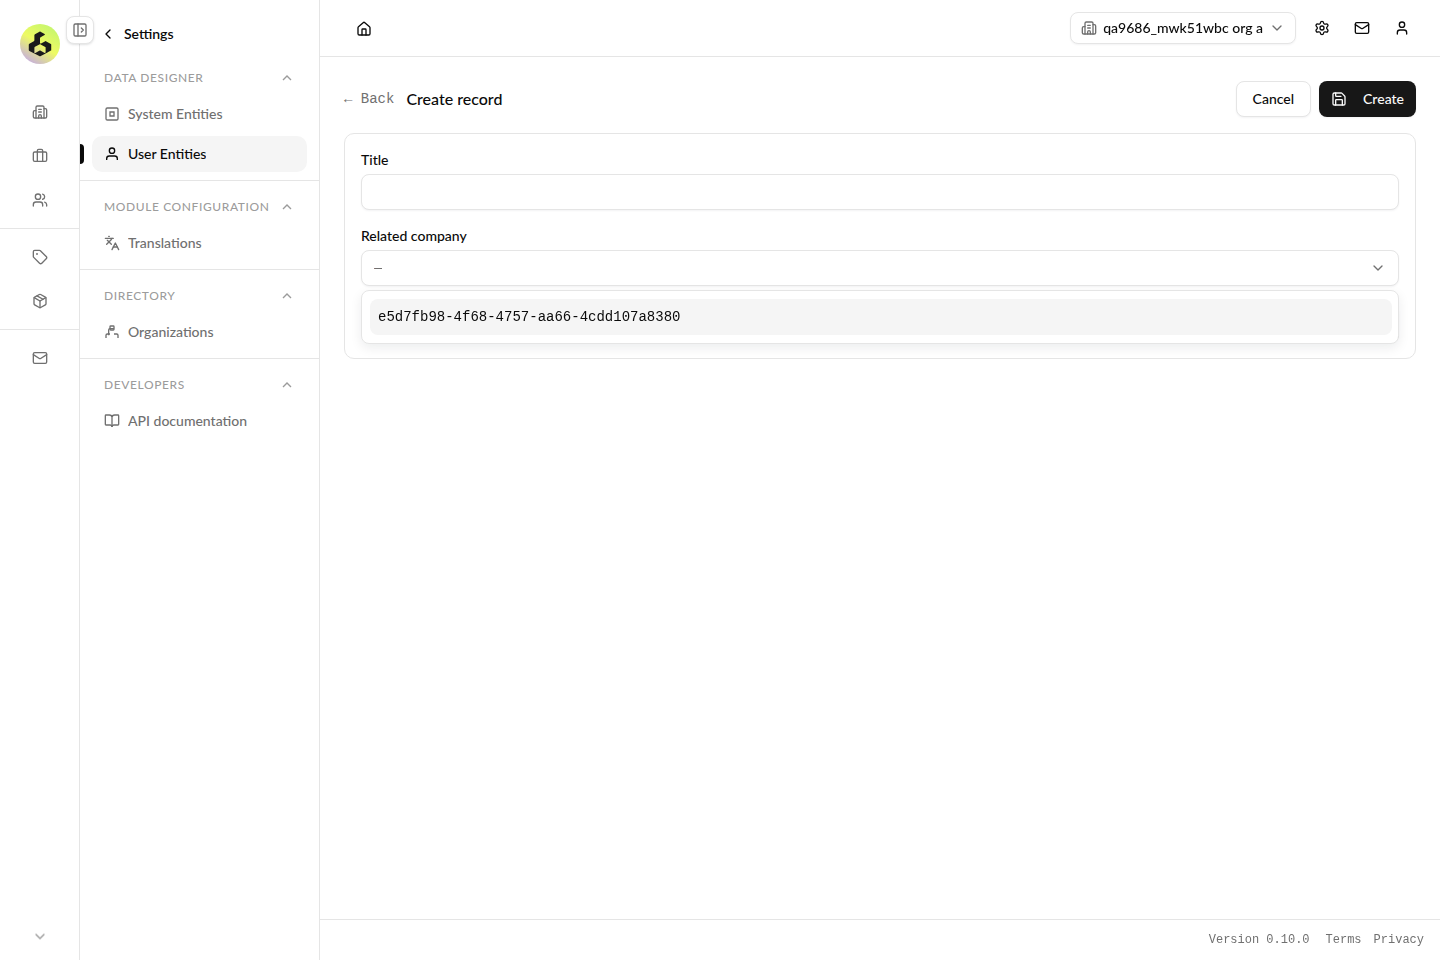 Settings
DATA DESIGNER
System Entities
User Entities
MODULE CONFIGURATION
Translations
DIRECTORY
Organizations
DEVELOPERS
API documentation
qa9686_mwk51wbc org a
← Back
Create record
Cancel
Create
Title
Related company
—
e5d7fb98-4f68-4757-aa66-4cdd107a8380
Version 0.10.0
Terms
Privacy